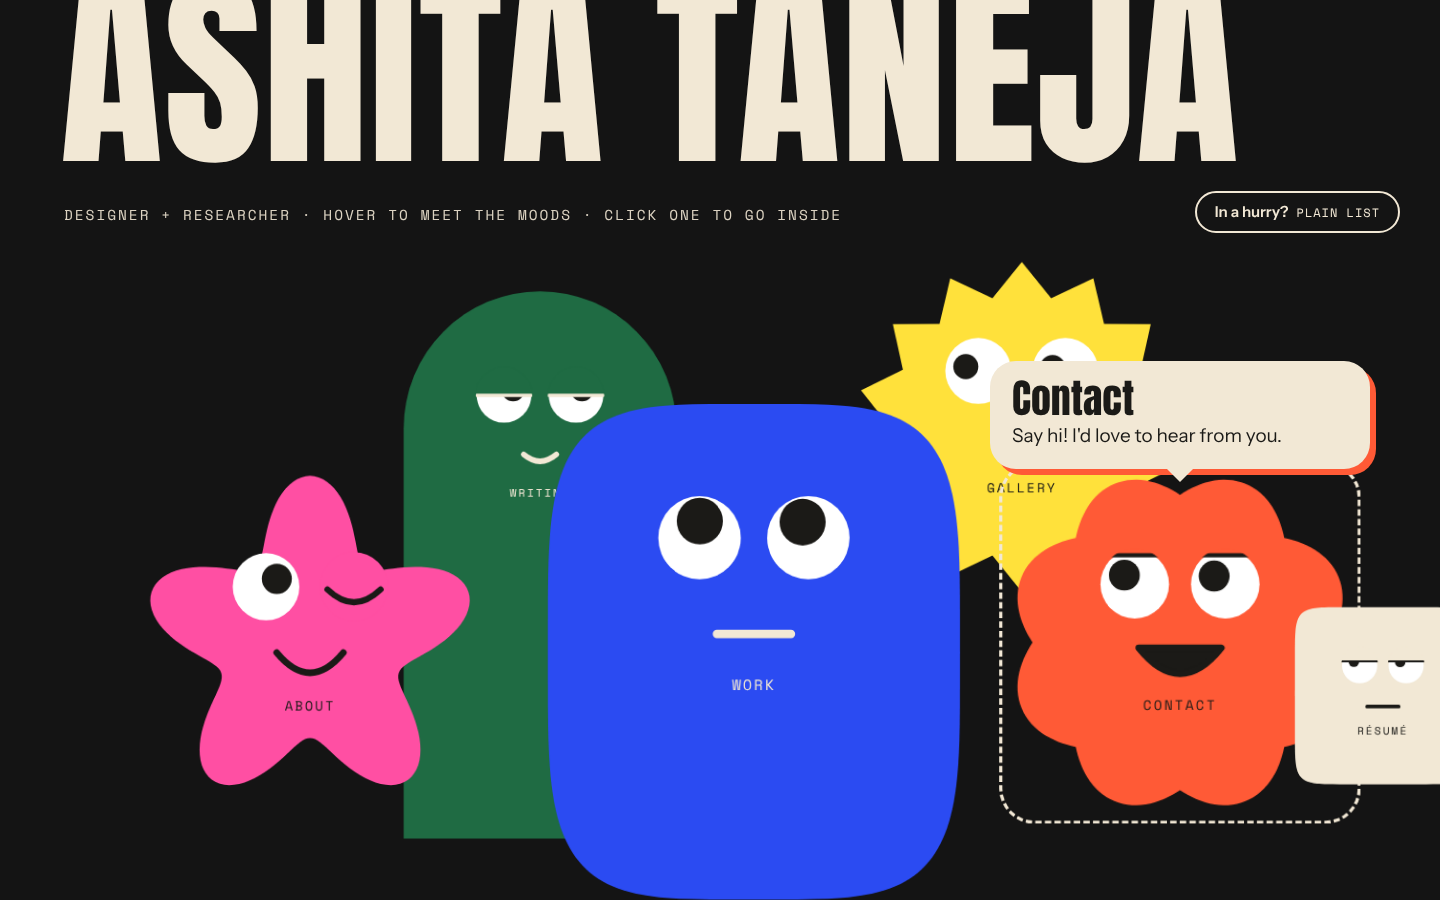 ASHITA TANEJA
DESIGNER + RESEARCHER · HOVER TO MEET THE MOODS · CLICK ONE TO GO INSIDE
In a hurry? PLAIN LIST
Contact
Say hi! I'd love to hear from you.
GALLERY
WORK
ABOUT
CONTACT
RÉSUMÉ